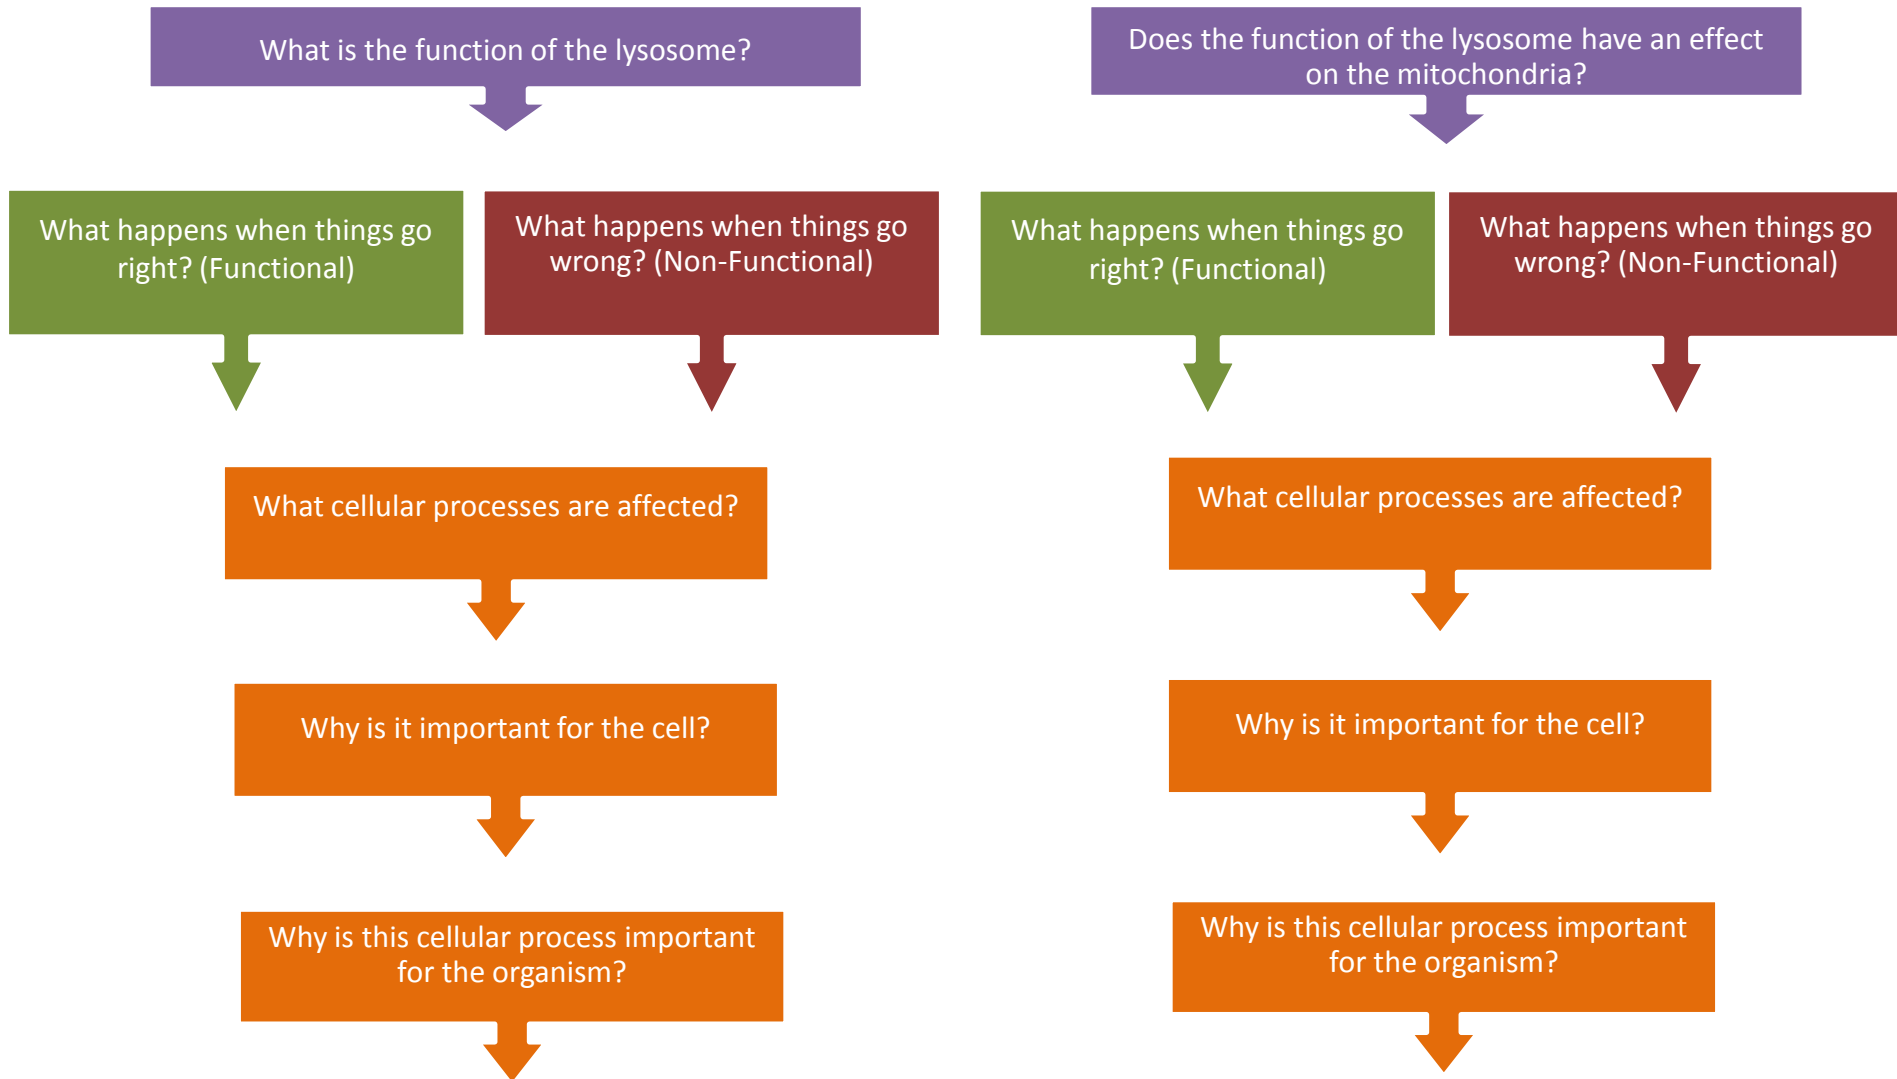 What is the function of the lysosome?
What happens when things go
right? (Functional)
What happens when things go
wrong? (Non-Functional)
What cellular processes are affected?
Why is it important for the cell?
Why is this cellular process important
for the organism?
Does the function of the lysosome have an effect
on the mitochondria?
What happens when things go
right? (Functional)
What happens when things go
wrong? (Non-Functional)
What cellular processes are affected?
Why is it important for the cell?
Why is this cellular process important
for the organism?